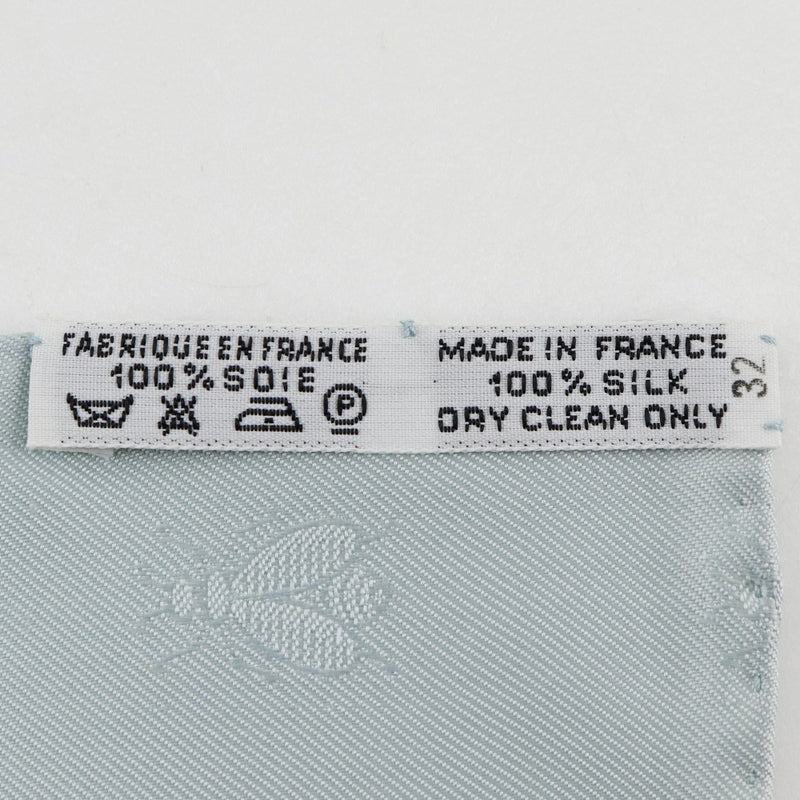 FABRIQUE EN FRANCE
100% SOIE
P
MADE IN FRANCE
100% SILK
DRY CLEAN ONLY
32